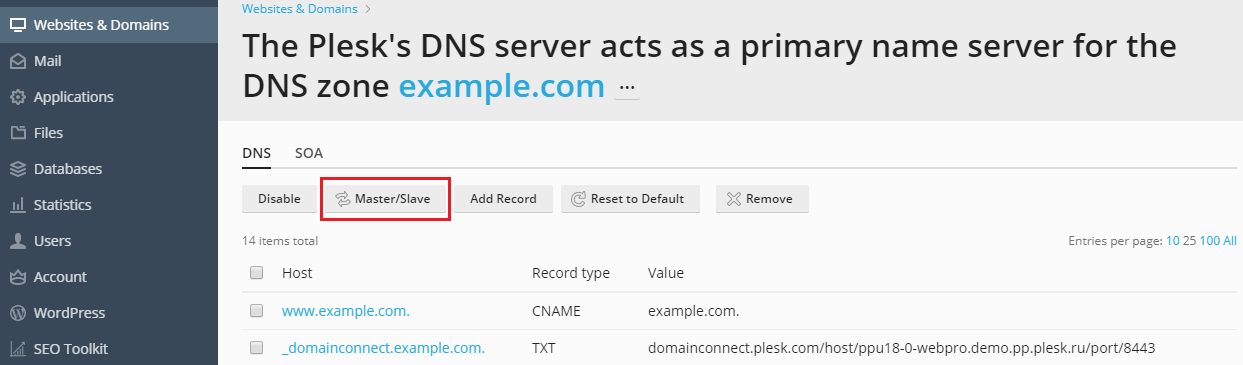 Websites & Domains
Mail
Applications
Files
Databases
Statistics
Users
Account
WordPress
SEO Toolkit
Websites & Domains >
The Plesk's DNS server acts as a primary name server for the
DNS zone example.com ...
DNS SOA
Disable Master/Slave Add Record Reset to Default Remove
14 items total Entries per page: 10 25 100 All
Host Record type Value
www.example.com. CNAME example.com.
_domainconnect.example.com. TXT domainconnect.plesk.com/host/ppu18-0-webpro.demo.pp.plesk.ru/port/8443